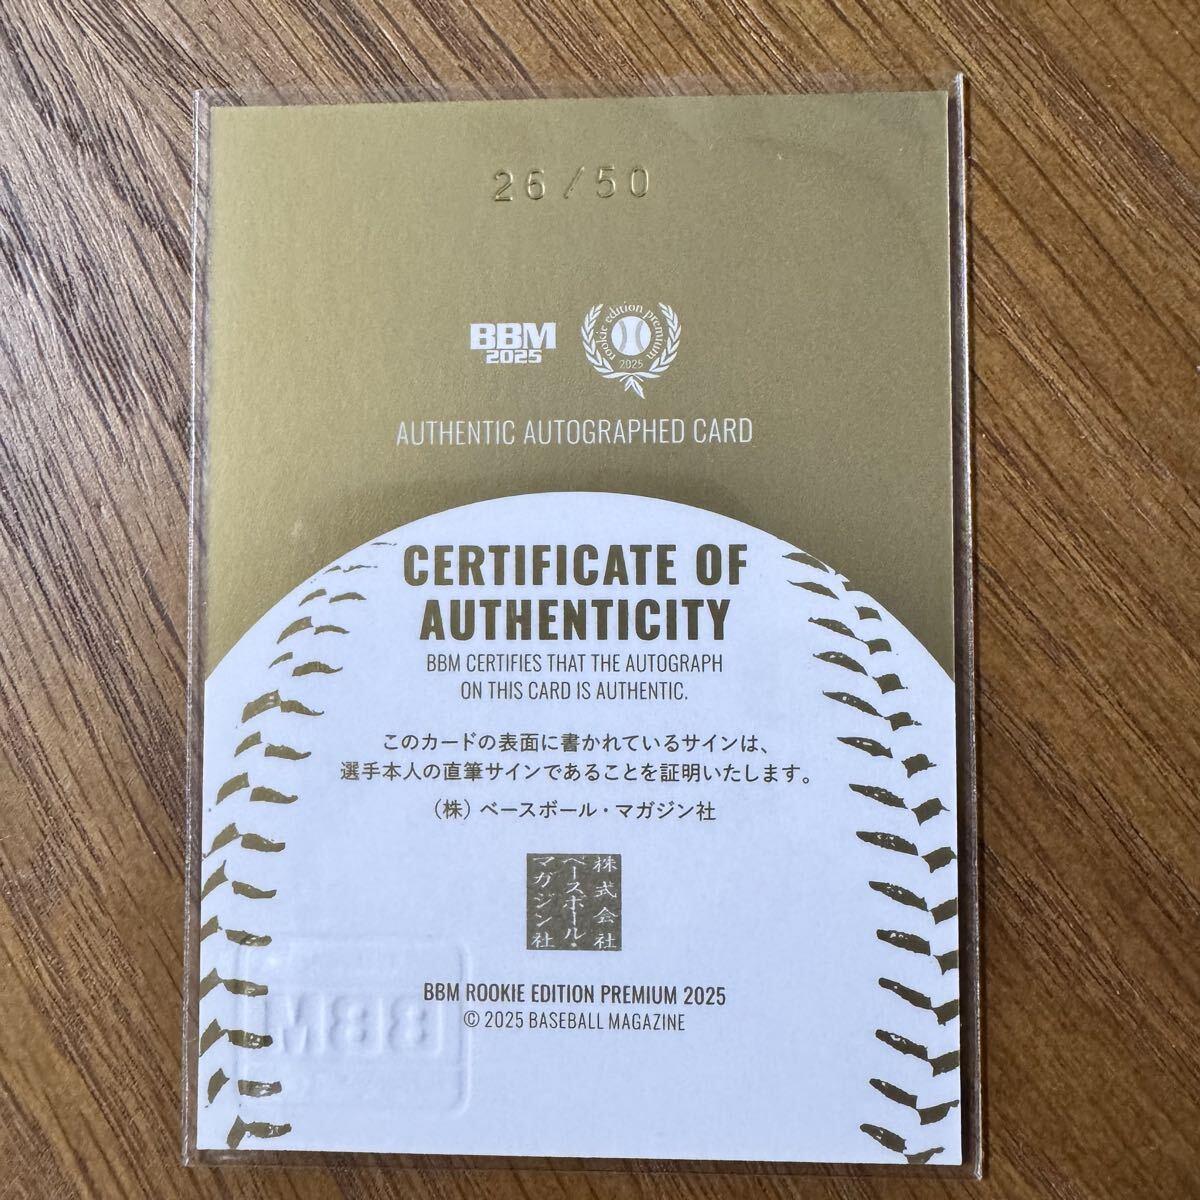 26/50
BBM
2025
rookie edition premium
2025
AUTHENTIC AUTOGRAPHED CARD
CERTIFICATE OF
AUTHENTICITY
BBM CERTIFIES THAT THE AUTOGRAPH
ON THIS CARD IS AUTHENTIC.
このカードの表面に書かれているサインは、
選手本人の直筆サインであることを証明いたします。
（株）ベースボール・マガジン社
株式会社
ベースボール・
マガジン社
BBM
BBM ROOKIE EDITION PREMIUM 2025
© 2025 BASEBALL MAGAZINE